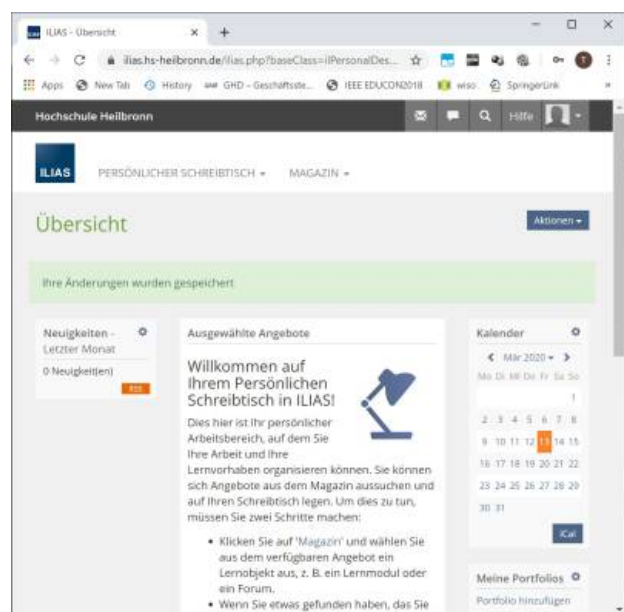 ILIAS - Übersicht
ilias.hs-heilbronn.de/ilias.php?baseClass=ilPersonalDes...
Apps New Tab History GHD - Geschäftsste... IEEE EDUCON2018 wiso Springerlink »
Hochschule Heilbronn Hilfe
ILIAS PERSÖNLICHER SCHREIBTISCH MAGAZIN
Übersicht Aktionen
Ihre Änderungen wurden gespeichert
Neuigkeiten -
Letzter Monat
0 Neuigkeit(en)
RSS
Ausgewählte Angebote
Willkommen auf
Ihrem Persönlichen
Schreibtisch in ILIAS!
Dies hier ist Ihr persönlicher
Arbeitsbereich, auf dem Sie
Ihre Arbeit und Ihre
Lernvorhaben organisieren können. Sie können
sich Angebote aus dem Magazin aussuchen und
auf Ihren Schreibtisch legen. Um dies zu tun,
müssen Sie zwei Schritte machen:
• Klicken Sie auf 'Magazin' und wählen Sie
aus dem verfügbaren Angebot ein
Lernobjekt aus, z. B. ein Lernmodul oder
ein Forum.
• Wenn Sie etwas gefunden haben, das Sie
Kalender
Mär 2020
Mo Di Mi Do Fr Sa So
1
2 3 4 5 6 7 8
9 10 11 12 13 14 15
16 17 18 19 20 21 22
23 24 25 26 27 28 29
30 31
iCal
Meine Portfolios
Portfolio hinzufügen